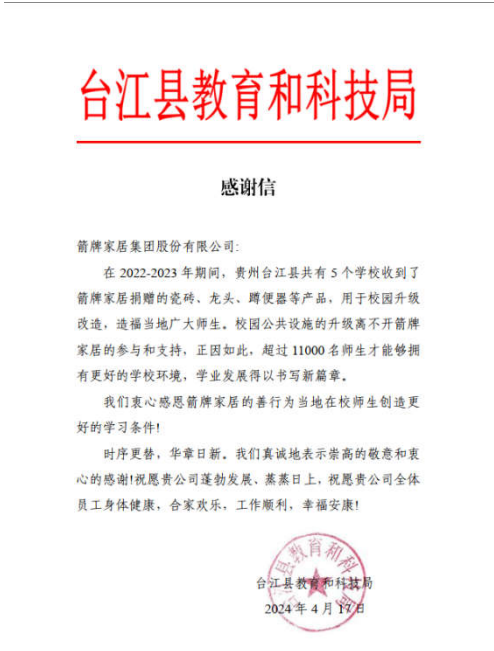 台江县教育和科技局
感谢信
箭牌家居集团股份有限公司:
在 2022-2023 年期间，贵州台江县共有 5 个学校收到了
箭牌家居捐赠的瓷砖、龙头、蹲便器等产品，用于校园升级
改造，造福当地广大师生。校园公共设施的升级离不开箭牌
家居的参与和支持，正因如此，超过 11000 名师生才能够拥
有更好的学校环境，学业发展得以书写新篇章。
我们衷心感恩箭牌家居的善行为当地在校师生创造更
好的学习条件!
时序更替，华章日新。我们真诚地表示崇高的敬意和衷
心的感谢!祝愿贵公司蓬勃发展、蒸蒸日上，祝愿贵公司全体
员工身体健康，合家欢乐，工作顺利，幸福安康!
台江县教育和科技局
台江县教育和科技局
2024 年 4 月 17 日